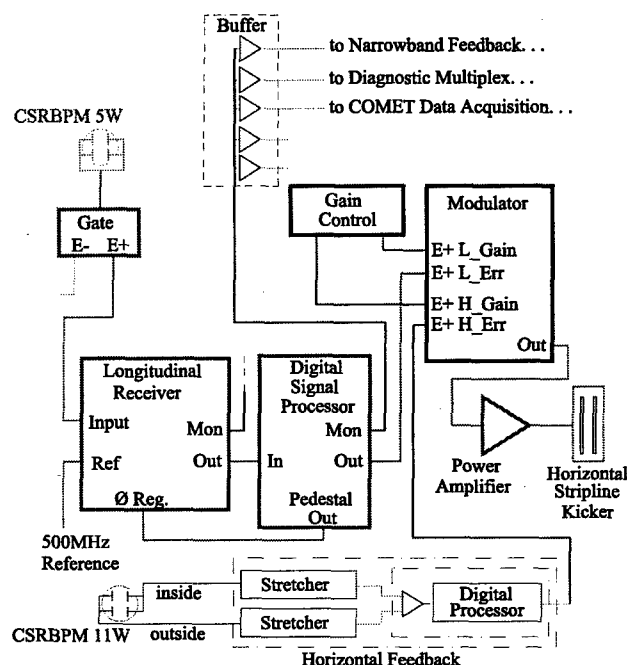 Buffer
to Narrowband Feedback. . .
to Diagnostic Multiplex. . .
to COMET Data Acquisition. . .
CSRBPM 5W
Gate
E- E+
Gain
Control
Modulator
E+ L_Gain
E+ L_Err
E+ H_Gain
E+ H_Err
Out
Longitudinal
Receiver
Input
Mon
Ref
Out
Ø Reg.
Digital
Signal
Processor
Mon
In
Out
Pedestal
Out
Power
Amplifier
Horizontal
Stripline
Kicker
500MHz
Reference
inside
Stretcher
outside
Stretcher
CSRBPM 11W
Digital
Processor
Horizontal Feedback